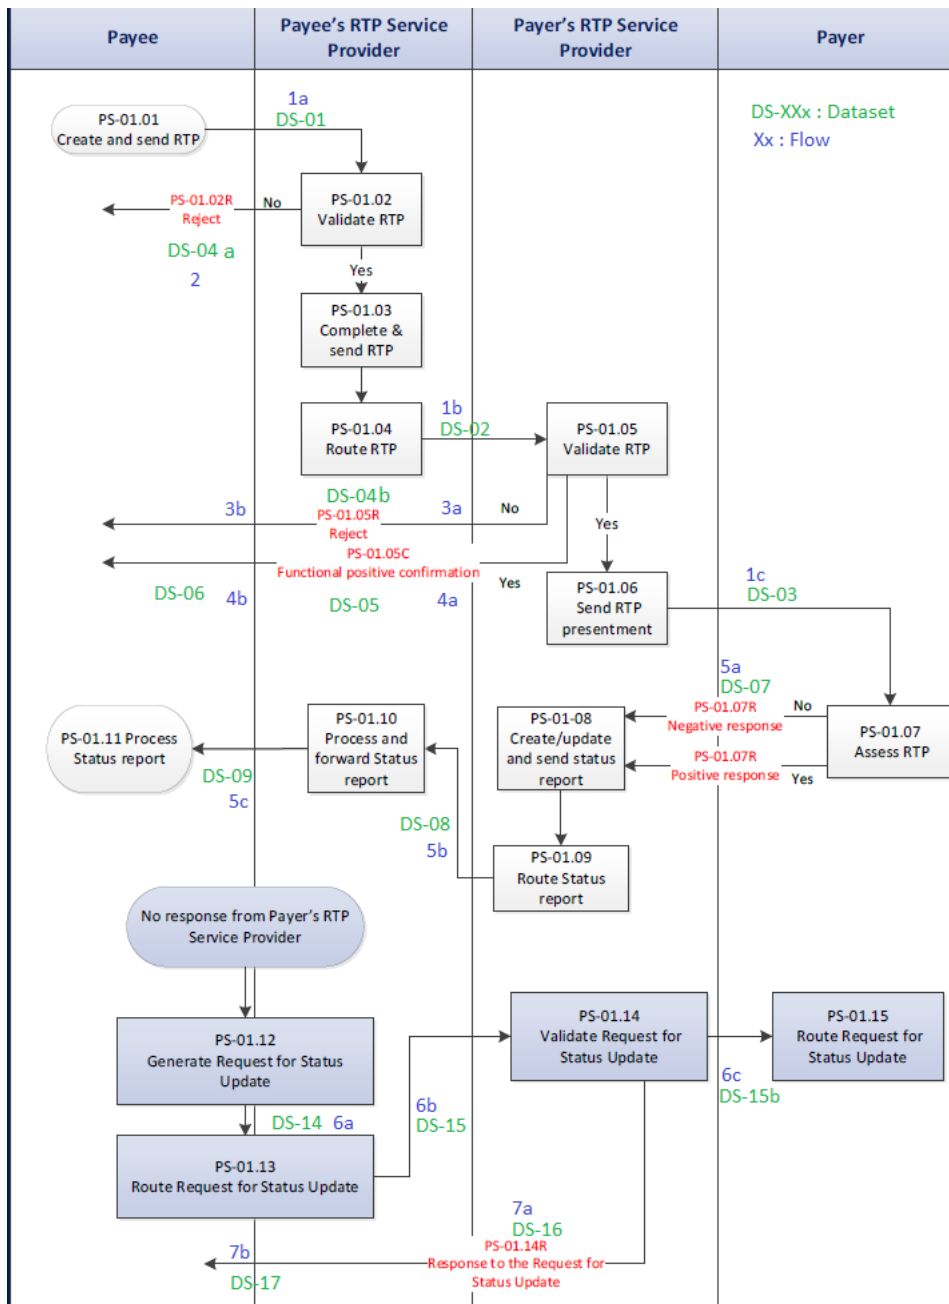 Payee
Payee's RTP Service
Provider
Payer's RTP Service
Provider
Payer
PS-01.01
Create and send RTP
1a
DS-01
DS-XXx : Dataset
Xx : Flow
PS-01.02R
Reject
No
PS-01.02
Validate RTP
DS-04 a
2
Yes
PS-01.03
Complete &
send RTP
PS-01.04
Route RTP
1b
DS-02
PS-01.05
Validate RTP
DS-04b
3b
PS-01.05R
Reject
3a
No
Yes
PS-01.05C
Functional positive confirmation
Yes
DS-06
4b
DS-05
4a
PS-01.06
Send RTP
presentment
1c
DS-03
5a
DS-07
PS-01.07R
Negative response
No
PS-01.07
Assess RTP
PS-01.07R
Positive response
Yes
PS-01-08
Create/update
and send status
report
PS-01.10
Process and
forward Status
report
PS-01.11 Process
Status report
DS-09
5c
DS-08
5b
PS-01.09
Route Status
report
No response from Payer's RTP
Service Provider
PS-01.12
Generate Request for Status
Update
PS-01.14
Validate Request for
Status Update
PS-01.15
Route Request for
Status Update
DS-14 6a
6b
DS-15
6c
DS-15b
PS-01.13
Route Request for Status Update
7a
DS-16
PS-01.14R
Response to the Request for
Status Update
7b
DS-17